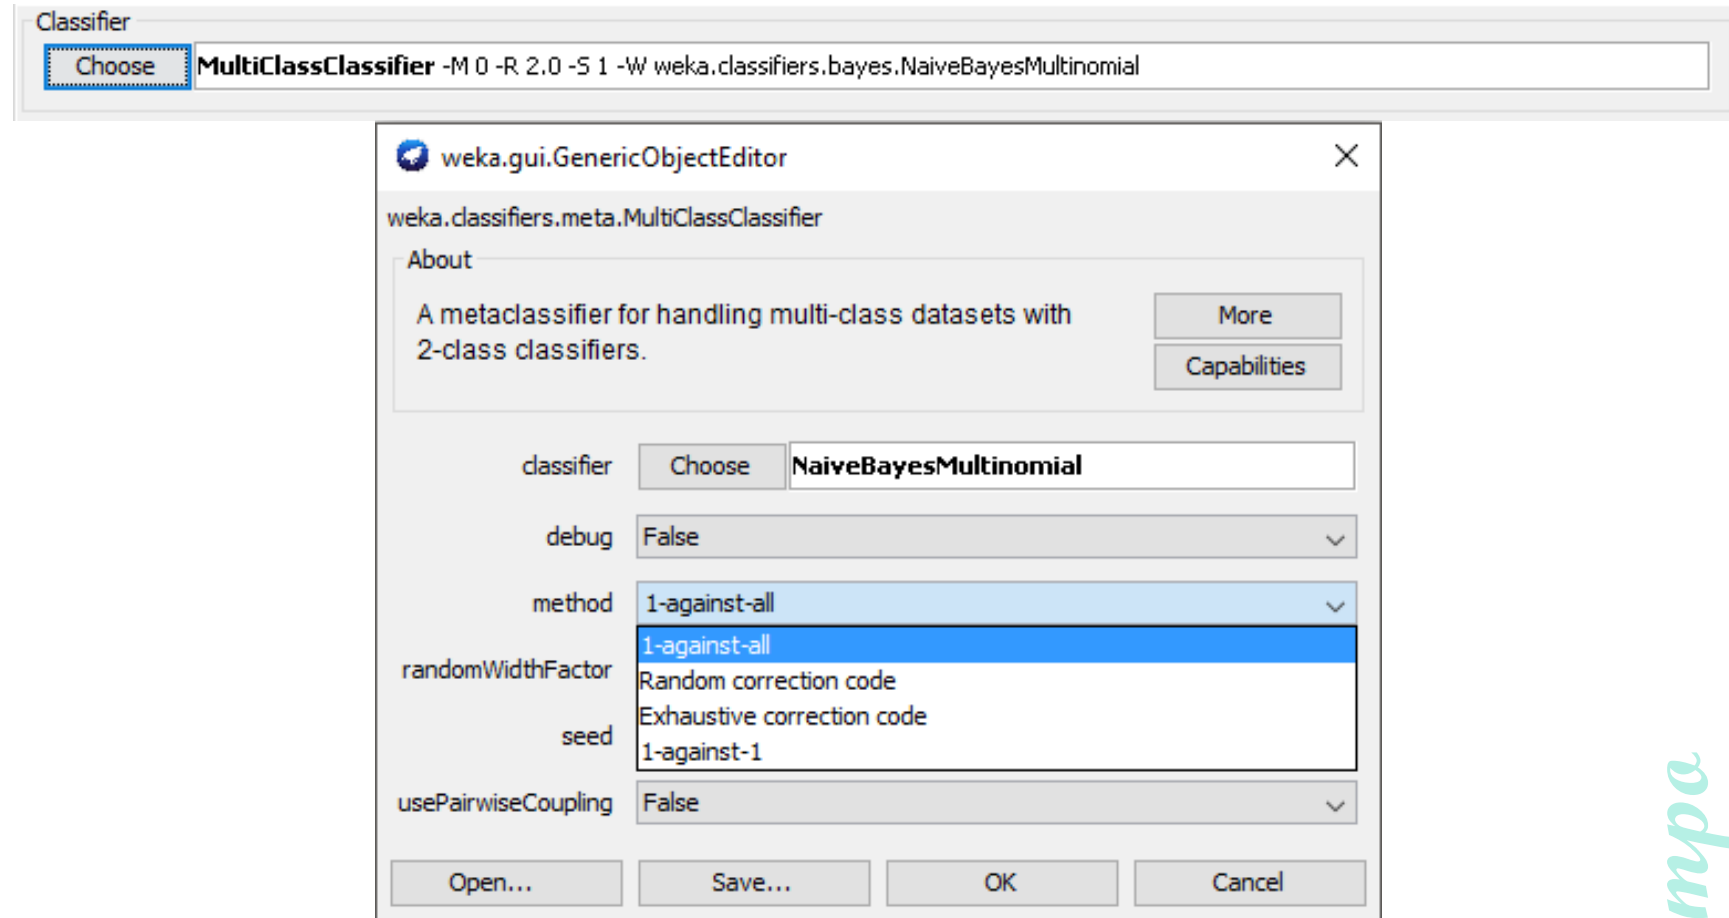 Classifier
Choose MultiClassClassifier -M 0 -R 2.0 -S 1 -W weka.classifiers.bayes.NaiveBayesMultinomial
weka.gui.GenericObjectEditor
weka.classifiers.meta.MultiClassClassifier
About
A metaclassifier for handling multi-class datasets with
2-class classifiers.
More
Capabilities
classifier Choose NaiveBayesMultinomial
debug False
method 1-against-all
1-against-all
randomWidthFactor Random correction code
Exhaustive correction code
seed 1-against-1
usePairwiseCoupling False
Open... Save... OK Cancel
mpo